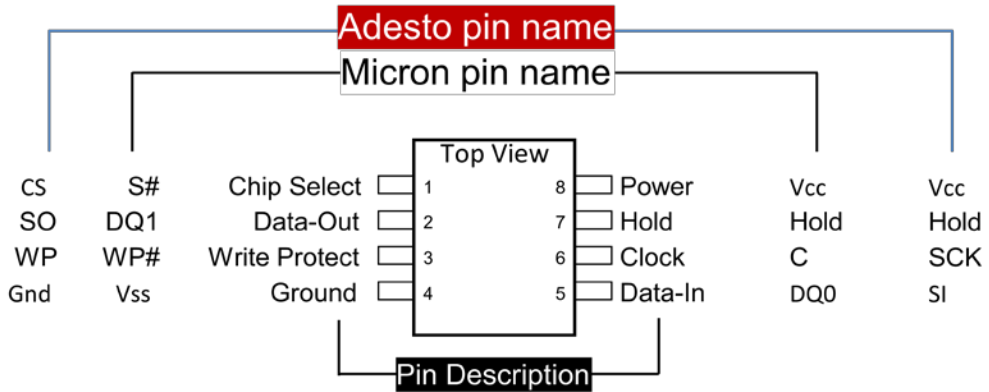 Adesto pin name
Micron pin name
Top View
CS S# Chip Select 1 8 Power Vcc Vcc
SO DQ1 Data-Out 2 7 Hold Hold Hold
WP WP# Write Protect 3 6 Clock C SCK
Gnd Vss Ground 4 5 Data-In DQ0 SI
Pin Description